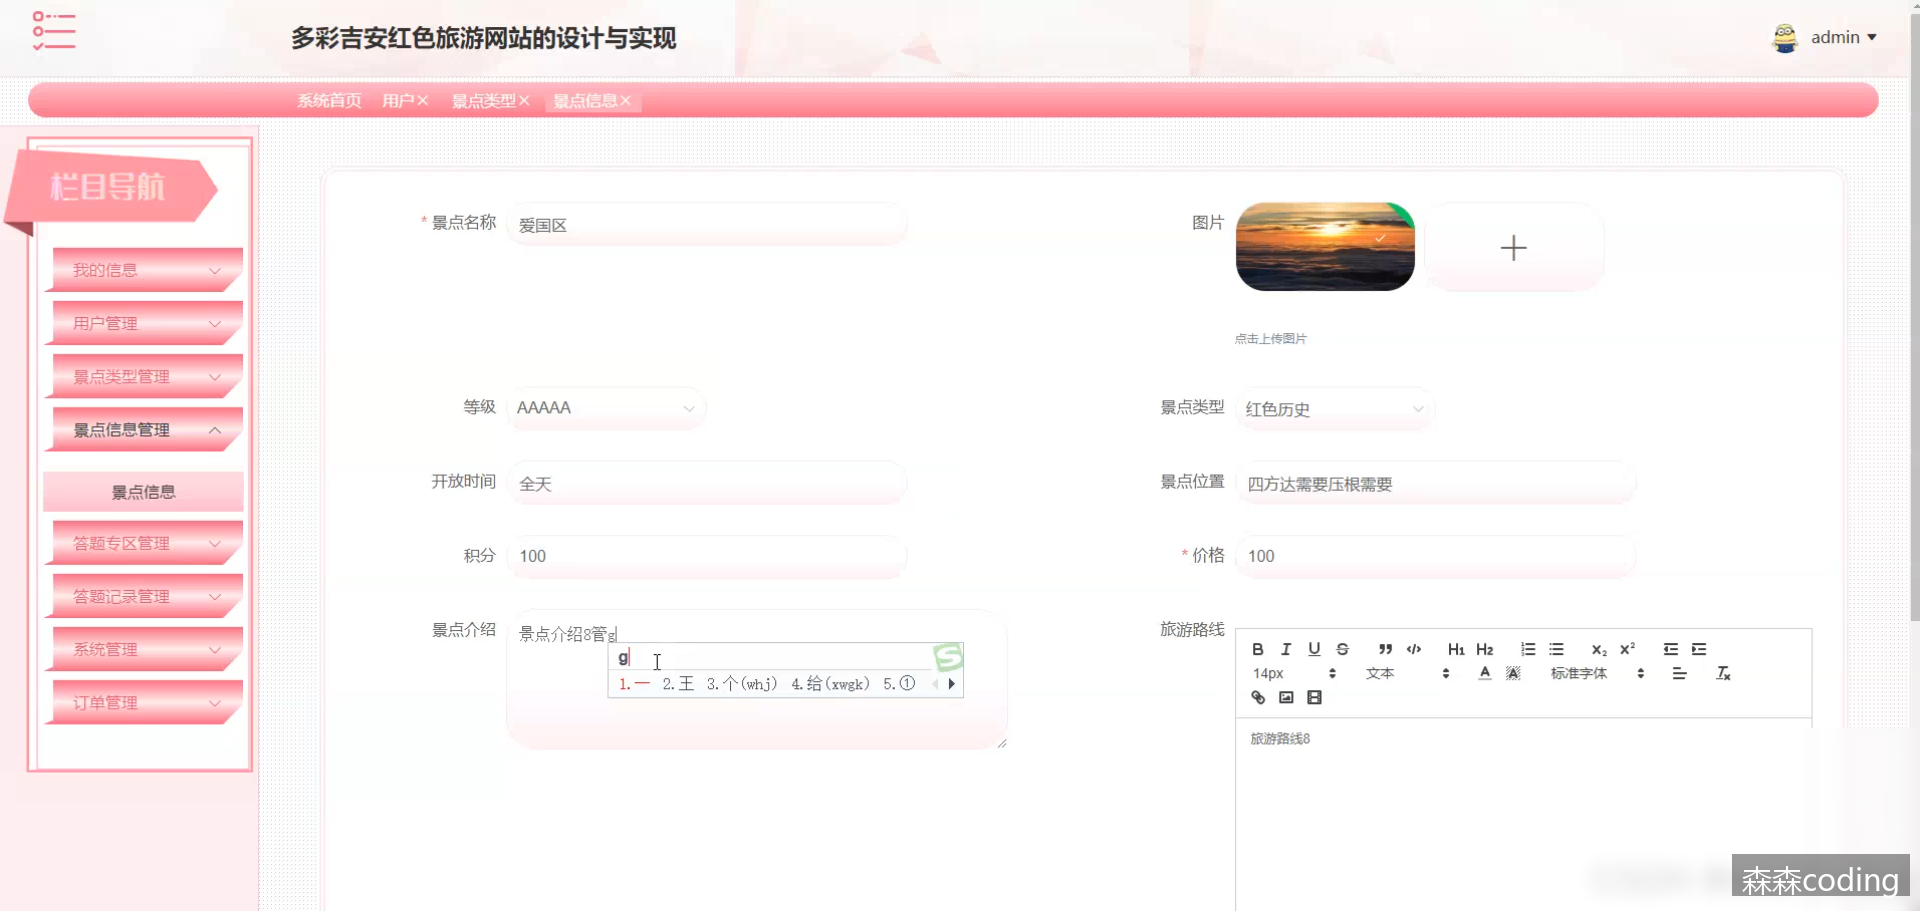 多彩吉安红色旅游网站的设计与实现
admin
系统首页 用户 景点类型 景点信息
栏目导航
我的信息
用户管理
景点类型管理
景点信息管理
景点信息
答题专区管理
答题记录管理
系统管理
订单管理
* 景点名称 爱国区
图片
点击上传图片
等级 AAAAA
景点类型 红色历史
开放时间 全天
景点位置 四方达需要压根需要
积分 100
* 价格 100
景点介绍 景点介绍8管g
g
1.一 2.王 3.个(whj) 4.给(xwgk) 5.①
旅游路线
B I U S H1 H2 x₂ x²
14px 文本 A A 标准字体
旅游路线8
森森coding